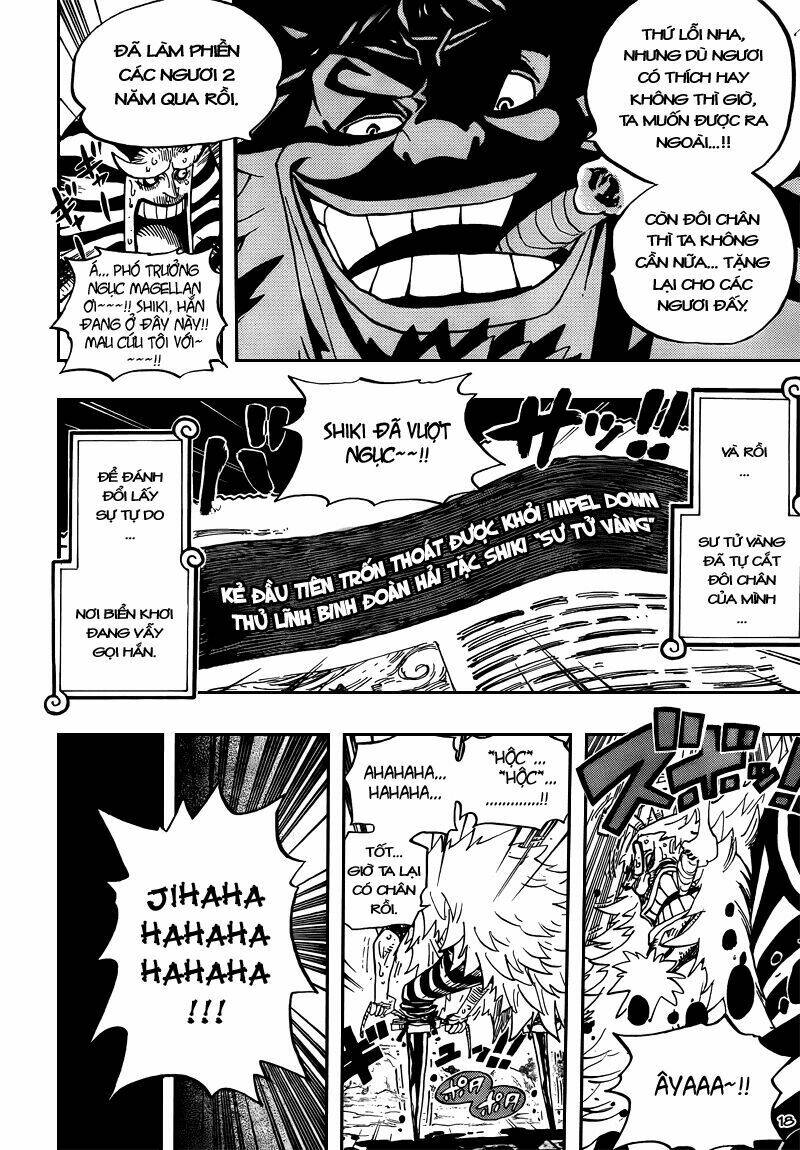 THỨ LỖI NHA,
NHƯNG DÙ NGƯƠI
CÓ THÍCH HAY
KHÔNG THÌ GIỜ,
TA MUỐN ĐƯỢC RA
NGOÀI...!!
CÒN ĐÔI CHÂN
THÌ TA KHÔNG
CẦN NỮA... TẶNG
LẠI CHO CÁC
NGƯƠI ĐẤY.
ĐÃ LÀM PHIỀN
CÁC NGƯƠI 2
NĂM QUA RỒI.
Á... PHÓ TRƯỞNG
NGỤC MAGELLAN
ƠI~~~!! SHIKI, HẮN
ĐANG Ở ĐÂY NÀY!!
MAU CỨU TÔI VỚI~
~~~!!
VÀ RỒI
...
SƯ TỬ VÀNG
ĐÃ TỰ CẮT
ĐÔI CHÂN
CỦA MÌNH
...
SHIKI ĐÃ VƯỢT
NGỤC~~!!
KẺ ĐẦU TIÊN TRỐN THOÁT ĐƯỢC KHỎI IMPEL DOWN
THỦ LĨNH BINH ĐOÀN HẢI TẶC SHIKI "SƯ TỬ VÀNG"
ĐỂ ĐÁNH
ĐỔI LẤY
SỰ TỰ DO
...
NƠI BIỂN KHƠI
ĐANG VẪY
GỌI HẮN.
ズボッ!!
ÂYAAA~!!
"HỘC"...
"HỘC"...
..............!!
AHAHAHA...
HAHAHA...
TỐT...
GIỜ TA LẠI
CÓ CHÂN
RỒI.
JIHAHA
HAHAHA
HAHAHA
!!!
18